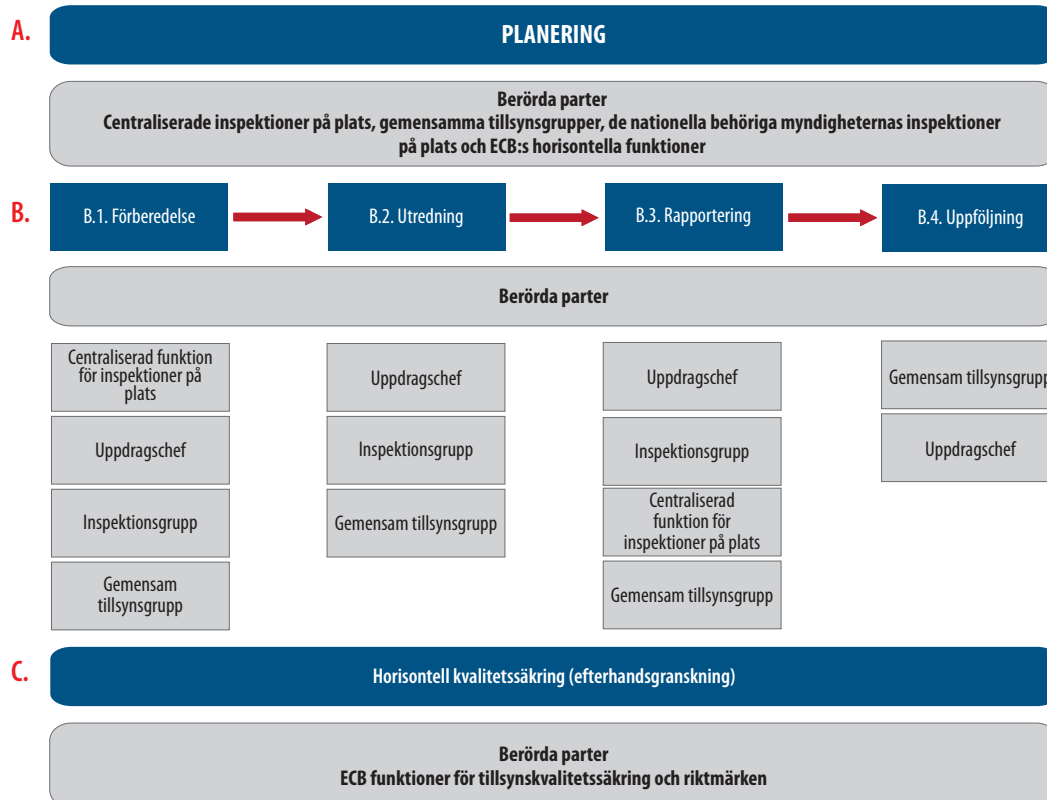 A.
PLANERING
Berörda parter
Centraliserade inspektioner på plats, gemensamma tillsynsgrupper, de nationella behöriga myndigheternas inspektioner
på plats och ECB:s horisontella funktioner
B.
B.1. Förberedelse
B.2. Utredning
B.3. Rapportering
B.4. Uppföljning
Berörda parter
Centraliserad funktion
för inspektioner på
plats
Uppdragschef
Inspektionsgrupp
Gemensam
tillsynsgrupp
Uppdragschef
Inspektionsgrupp
Gemensam tillsynsgrupp
Uppdragschef
Inspektionsgrupp
Centraliserad
funktion för
inspektioner på plats
Gemensam tillsynsgrupp
Gemensam tillsynsgrupp
Uppdragschef
C.
Horisontell kvalitetssäkring (efterhandsgranskning)
Berörda parter
ECB funktioner för tillsynskvalitetssäkring och riktmärken